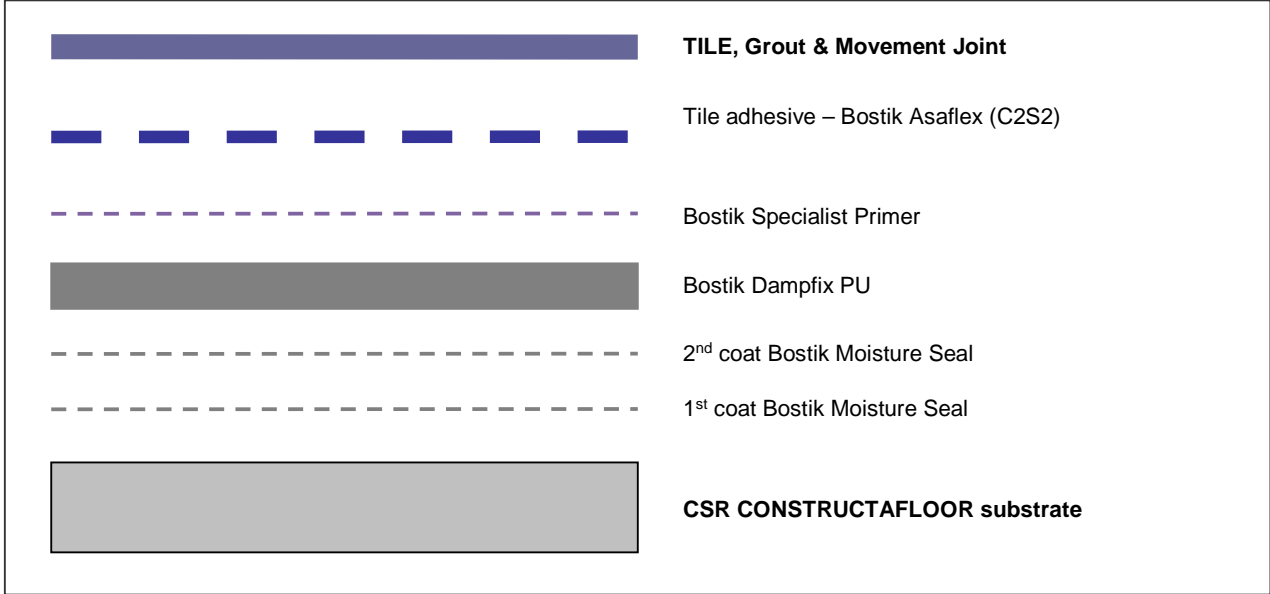 TILE, Grout & Movement Joint
Tile adhesive – Bostik Asaflex (C2S2)
Bostik Specialist Primer
Bostik Dampfix PU
2nd coat Bostik Moisture Seal
1st coat Bostik Moisture Seal
CSR CONSTRUCTAFLOOR substrate